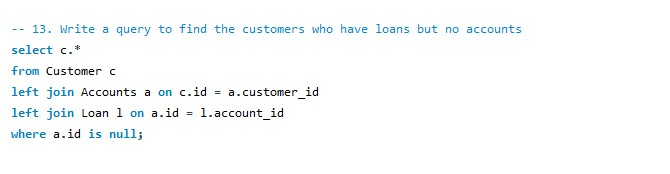 -- 13. Write a query to find the customers who have loans but no accounts
select c.*
from Customer c
left join Accounts a on c.id = a.customer_id
left join Loan l on a.id = l.account_id
where a.id is null;